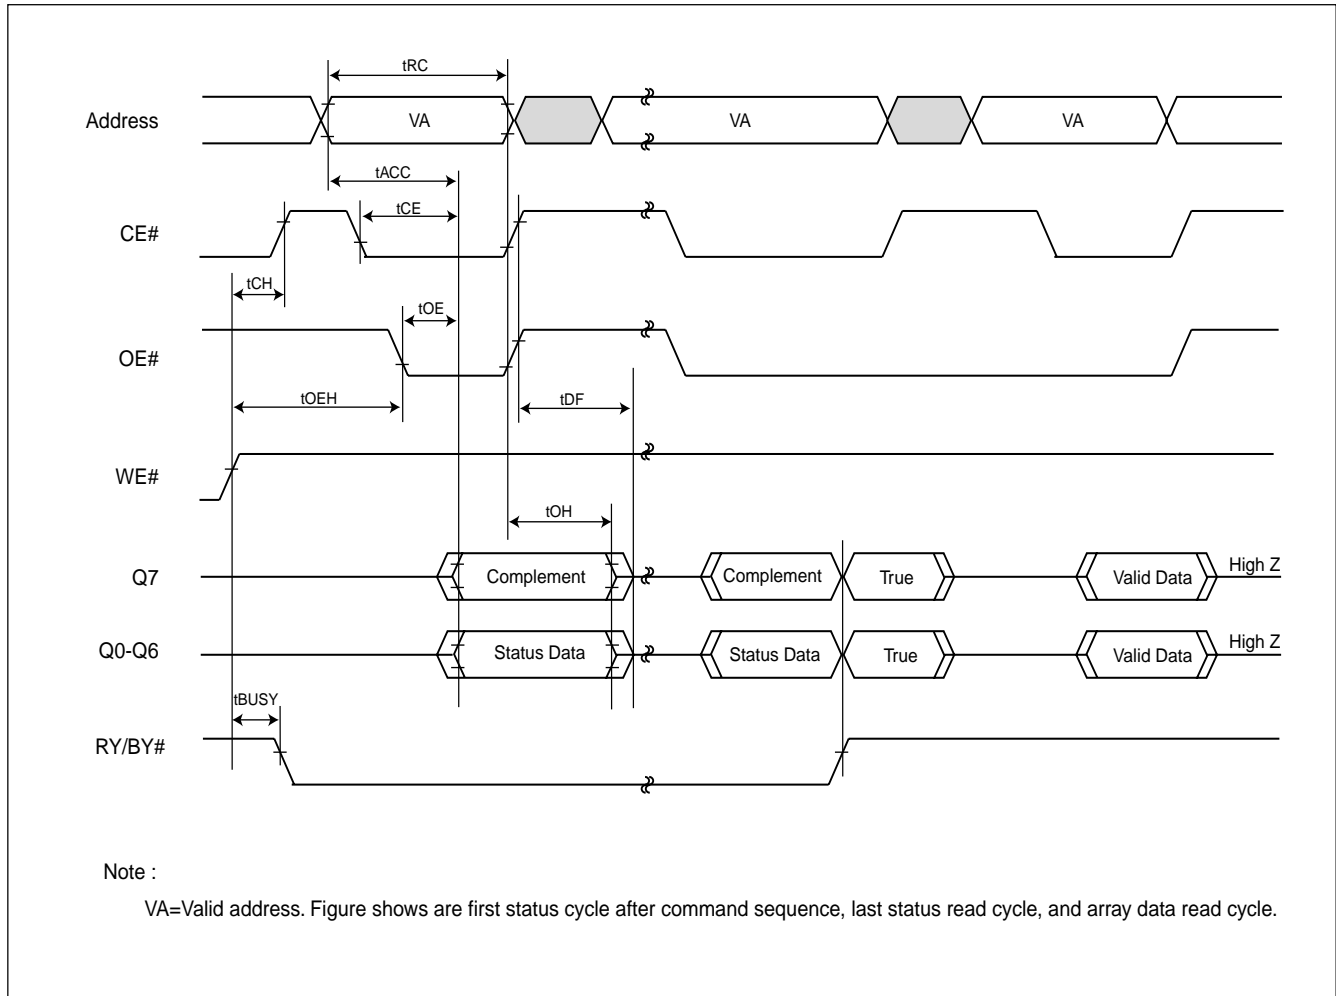 tRC
Address VA VA VA
tACC
tCE
CE#
tCH
tOE
OE#
tOEH tDF
WE#
tOH
Q7 Complement Complement True Valid Data High Z
Q0-Q6 Status Data Status Data True Valid Data High Z
tBUSY
RY/BY#
Note :
VA=Valid address. Figure shows are first status cycle after command sequence, last status read cycle, and array data read cycle.